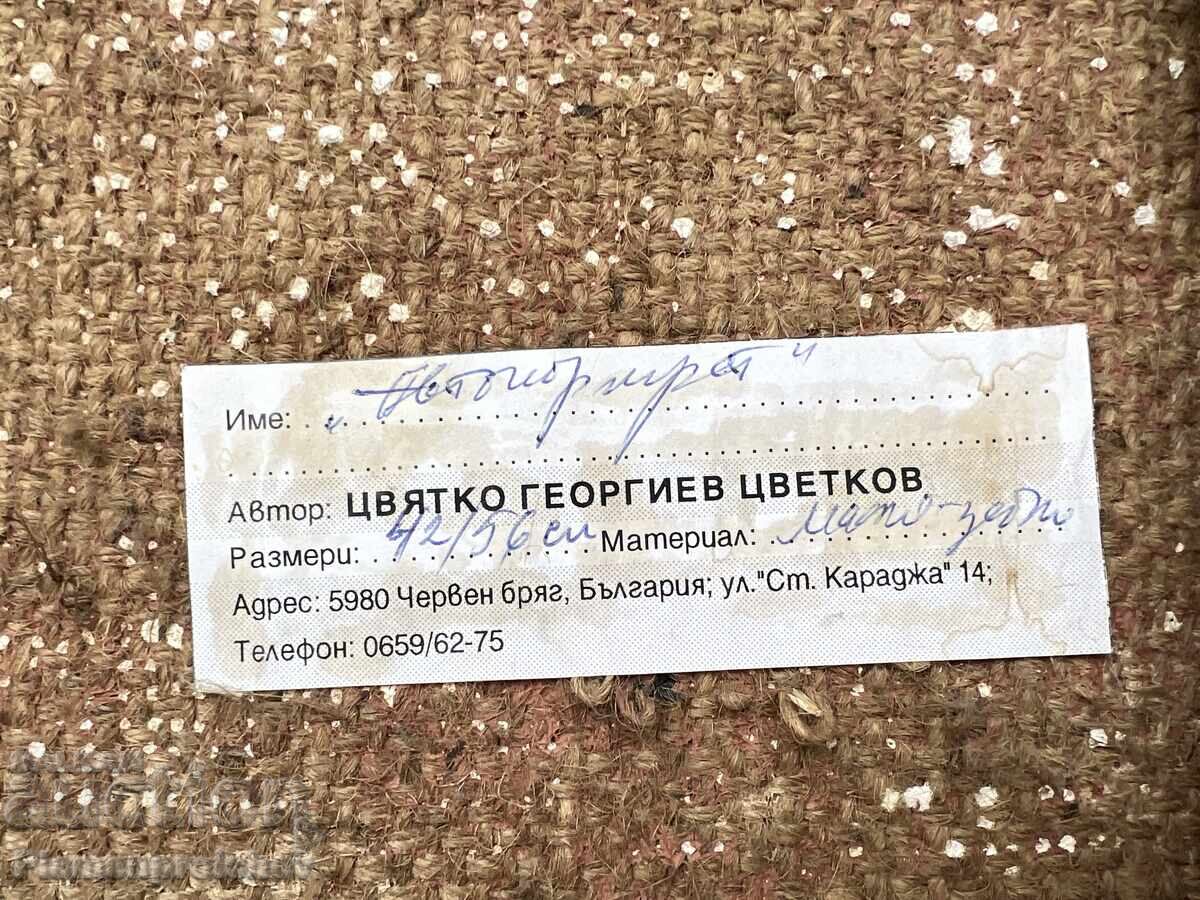 Име: "Автопортрет"
Автор: ЦВЯТКО ГЕОРГИЕВ ЦВЕТКОВ
Размери: 42/56 см Материал:
Адрес: 5980 Червен бряг, България; ул."Ст. Караджа" 14;
Телефон: 0659/62-75